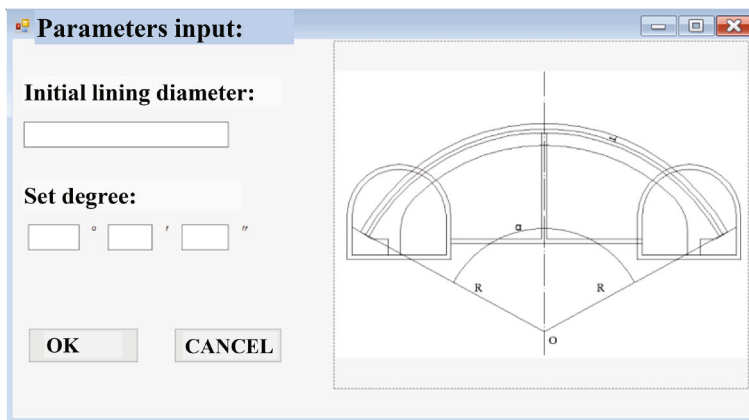 Parameters input:
Initial lining diameter:
Set degree:
° ′ ″
OK CANCEL
α
R R
O